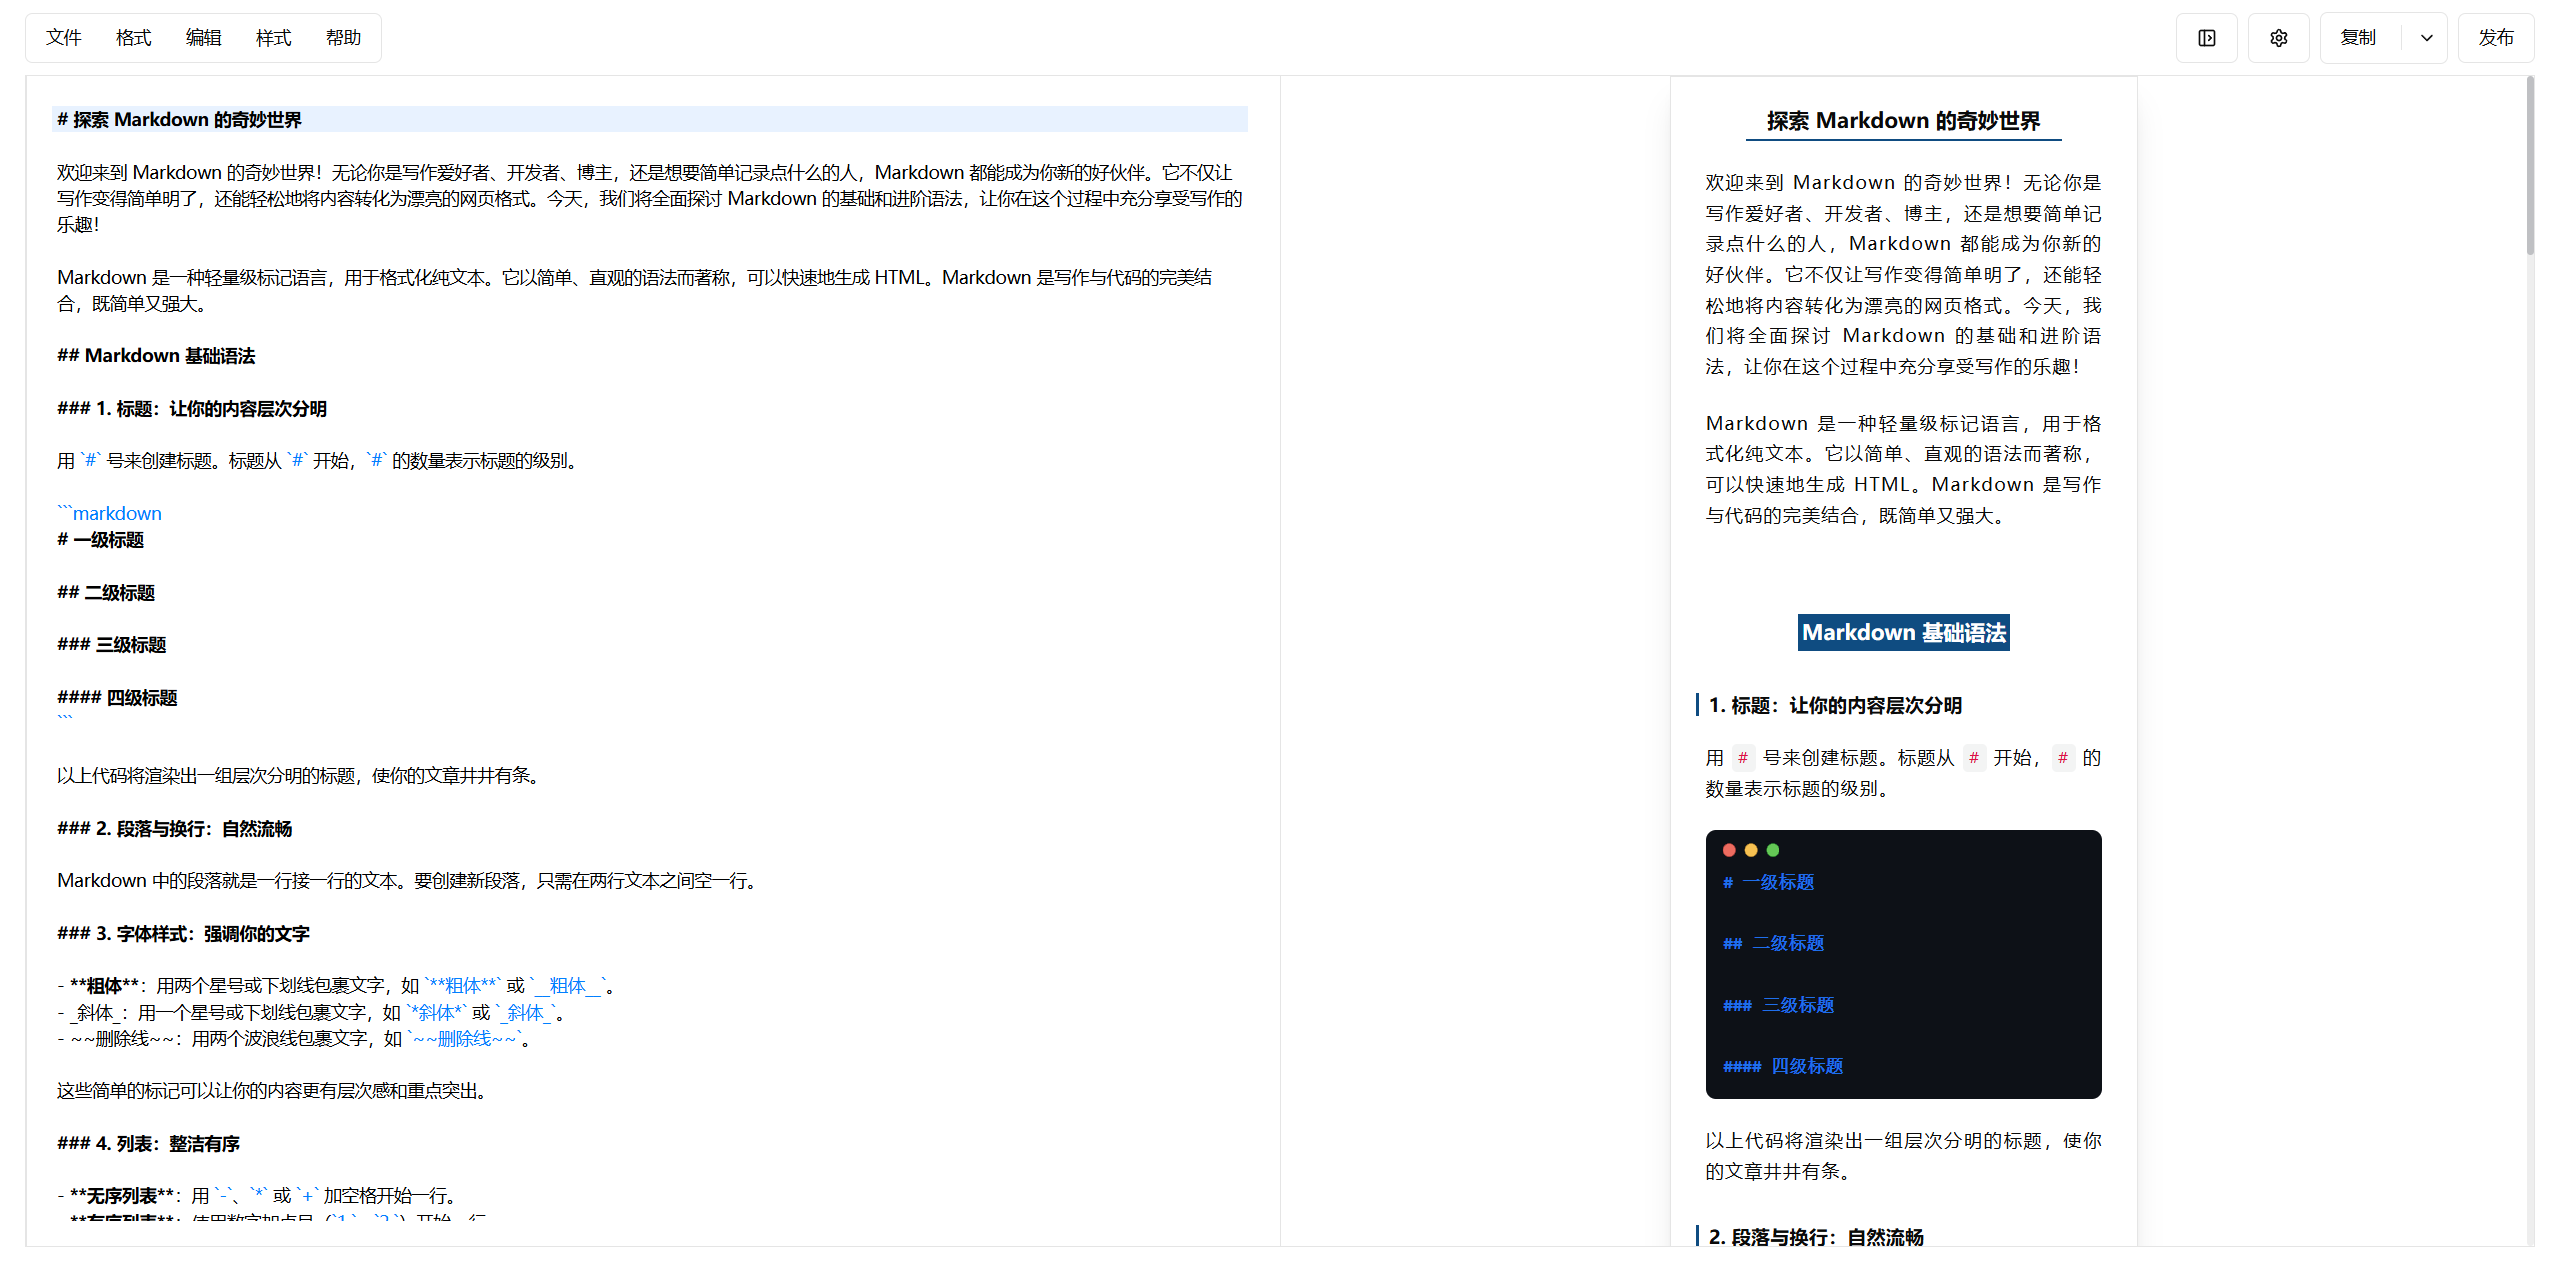 文件 格式 编辑 样式 帮助
复制 发布
# 探索 Markdown 的奇妙世界
欢迎来到 Markdown 的奇妙世界！无论你是写作爱好者、开发者、博主，还是想要简单记录点什么的人，Markdown 都能成为你新的好伙伴。它不仅让
写作变得简单明了，还能轻松地将内容转化为漂亮的网页格式。今天，我们将全面探讨 Markdown 的基础和进阶语法，让你在这个过程中充分享受写作的
乐趣！
Markdown 是一种轻量级标记语言，用于格式化纯文本。它以简单、直观的语法而著称，可以快速地生成 HTML。Markdown 是写作与代码的完美结
合，既简单又强大。
## Markdown 基础语法
### 1. 标题：让你的内容层次分明
用 `#` 号来创建标题。标题从 `#` 开始，`#` 的数量表示标题的级别。
```markdown
# 一级标题
## 二级标题
### 三级标题
#### 四级标题
```
以上代码将渲染出一组层次分明的标题，使你的文章井井有条。
### 2. 段落与换行：自然流畅
Markdown 中的段落就是一行接一行的文本。要创建新段落，只需在两行文本之间空一行。
### 3. 字体样式：强调你的文字
- **粗体**：用两个星号或下划线包裹文字，如 `**粗体**` 或 `__粗体__`。
- _斜体_：用一个星号或下划线包裹文字，如 `*斜体*` 或 `_斜体_`。
- ~~删除线~~：用两个波浪线包裹文字，如 `~~删除线~~`。
这些简单的标记可以让你的内容更有层次感和重点突出。
### 4. 列表：整洁有序
- **无序列表**：用 `-`、`*` 或 `+` 加空格开始一行。
- **有序列表**：使用数字加点号（`1.`、`2.`）开始一行。
探索 Markdown 的奇妙世界
欢迎来到 Markdown 的奇妙世界！无论你是
写作爱好者、开发者、博主，还是想要简单记
录点什么的人，Markdown 都能成为你新的
好伙伴。它不仅让写作变得简单明了，还能轻
松地将内容转化为漂亮的网页格式。今天，我
们将全面探讨 Markdown 的基础和进阶语
法，让你在这个过程中充分享受写作的乐趣！
Markdown 是一种轻量级标记语言，用于格
式化纯文本。它以简单、直观的语法而著称，
可以快速地生成 HTML。Markdown 是写作
与代码的完美结合，既简单又强大。
Markdown 基础语法
1. 标题：让你的内容层次分明
用 # 号来创建标题。标题从 # 开始，# 的
数量表示标题的级别。
# 一级标题
## 二级标题
### 三级标题
#### 四级标题
以上代码将渲染出一组层次分明的标题，使你
的文章井井有条。
2. 段落与换行：自然流畅